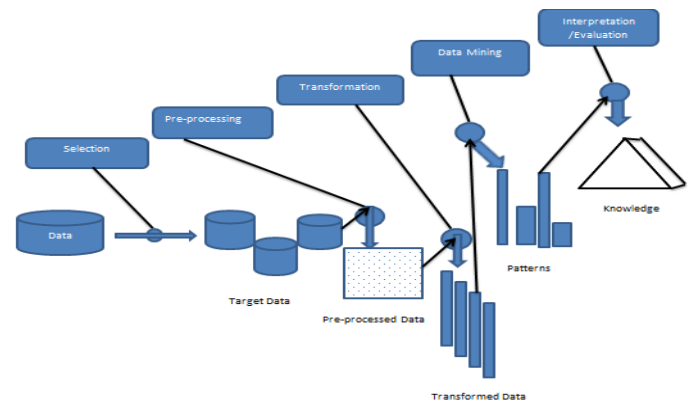 Interpretation
/Evaluation
Data Mining
Transformation
Pre-processing
Selection
Data
Target Data
Pre-processed Data
Transformed Data
Patterns
Knowledge